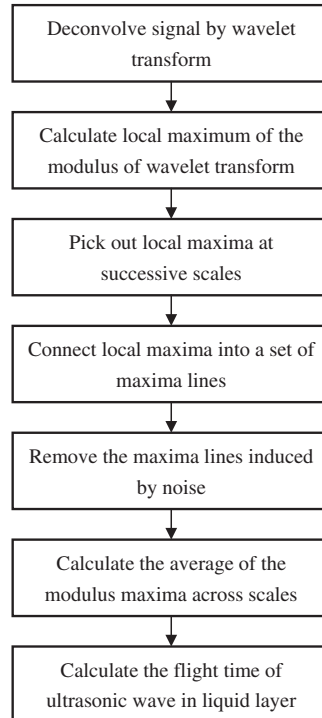 Deconvolve signal by wavelet
transform
Calculate local maximum of the
modulus of wavelet transform
Pick out local maxima at
successive scales
Connect local maxima into a set of
maxima lines
Remove the maxima lines induced
by noise
Calculate the average of the
modulus maxima across scales
Calculate the flight time of
ultrasonic wave in liquid layer